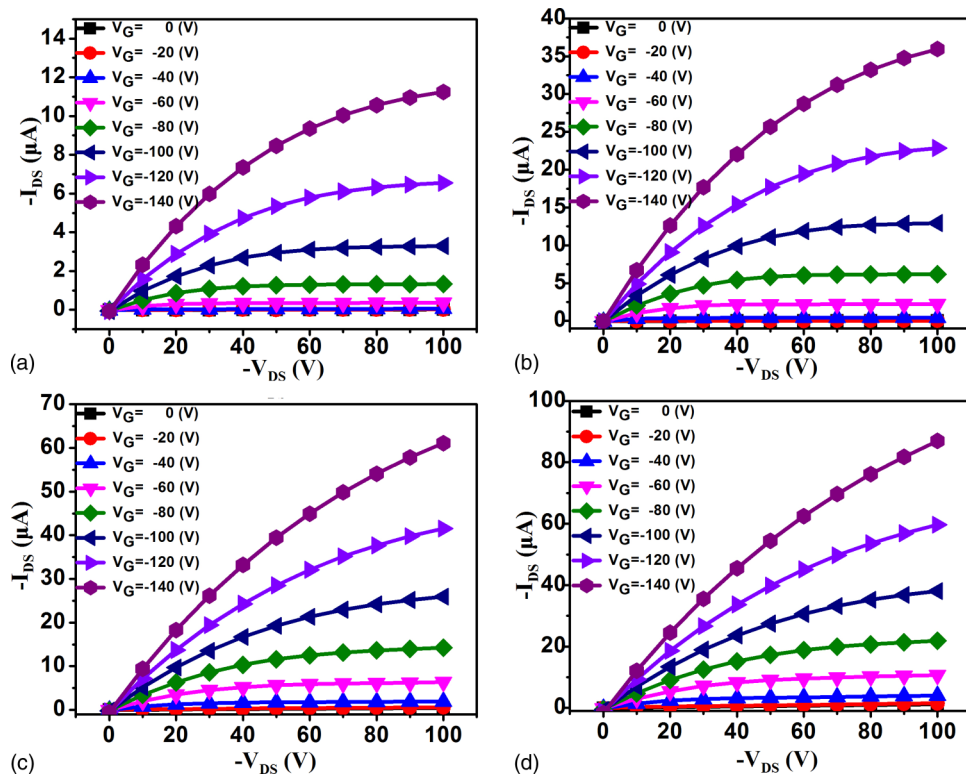 14
12
10
8
6
4
2
0
-I_DS (µA)
V_G=   0 (V)
V_G= -20 (V)
V_G= -40 (V)
V_G= -60 (V)
V_G= -80 (V)
V_G=-100 (V)
V_G=-120 (V)
V_G=-140 (V)
0 20 40 60 80 100
-V_DS (V)
(a)
40
35
30
25
20
15
10
5
0
-I_DS (µA)
V_G=   0 (V)
V_G= -20 (V)
V_G= -40 (V)
V_G= -60 (V)
V_G= -80 (V)
V_G=-100 (V)
V_G=-120 (V)
V_G=-140 (V)
0 20 40 60 80 100
-V_DS (V)
(b)
70
60
50
40
30
20
10
0
-I_DS (µA)
V_G=   0 (V)
V_G= -20 (V)
V_G= -40 (V)
V_G= -60 (V)
V_G= -80 (V)
V_G=-100 (V)
V_G=-120 (V)
V_G=-140 (V)
0 20 40 60 80 100
-V_DS (V)
(c)
100
80
60
40
20
0
-I_DS (µA)
V_G=   0 (V)
V_G= -20 (V)
V_G= -40 (V)
V_G= -60 (V)
V_G= -80 (V)
V_G=-100 (V)
V_G=-120 (V)
V_G=-140 (V)
0 20 40 60 80 100
-V_DS (V)
(d)